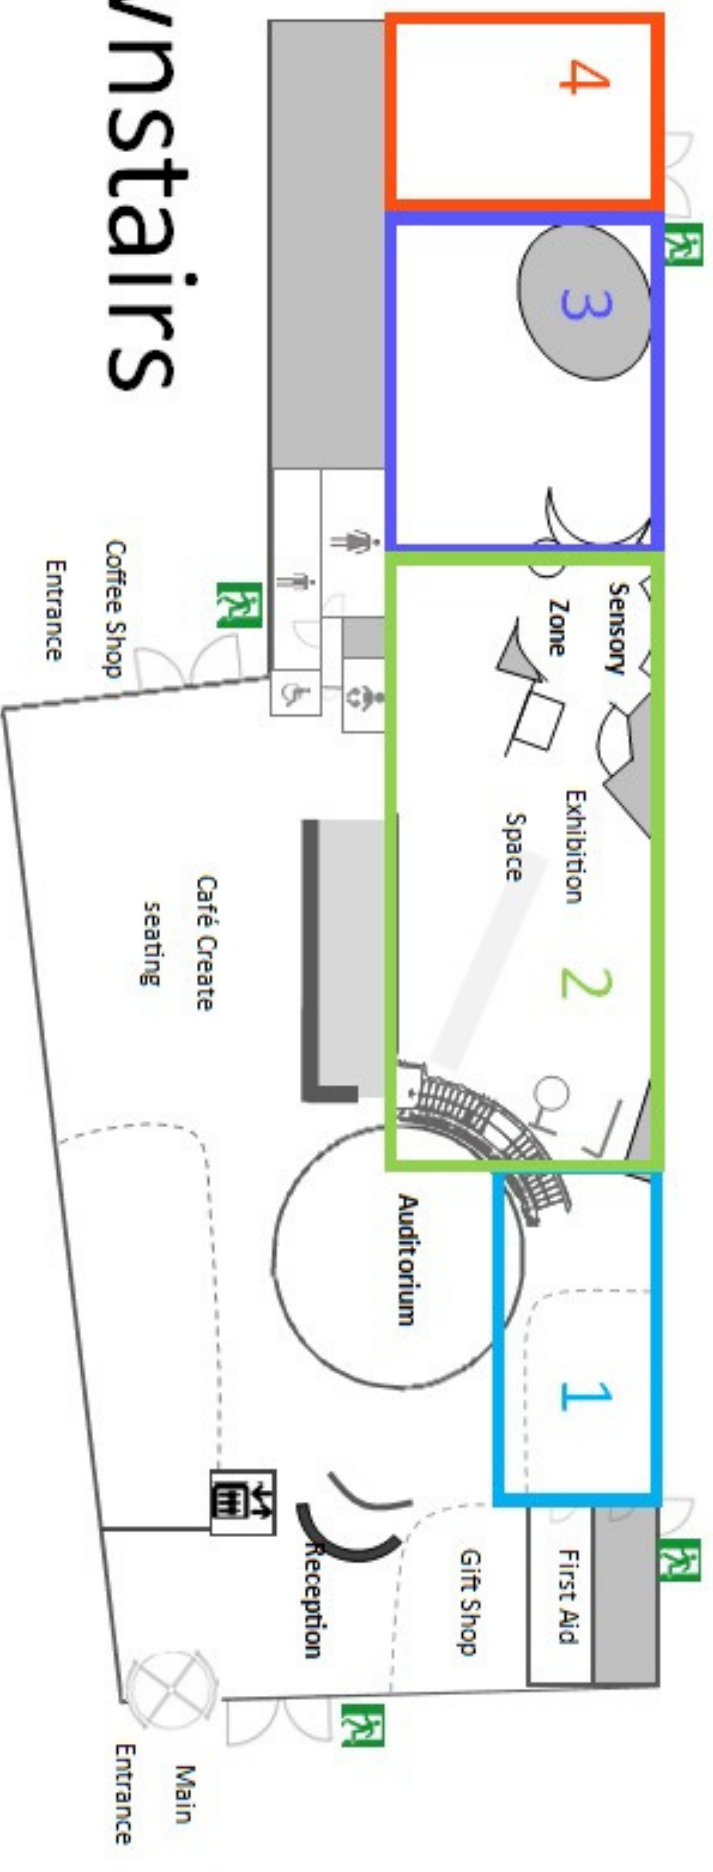 4
3
Sensory
Zone
Exhibition
Space
2
1
First Aid
Gift Shop
Auditorium
Reception
Café Create
seating
Main
Entrance
wnstairs
Coffee Shop
Entrance